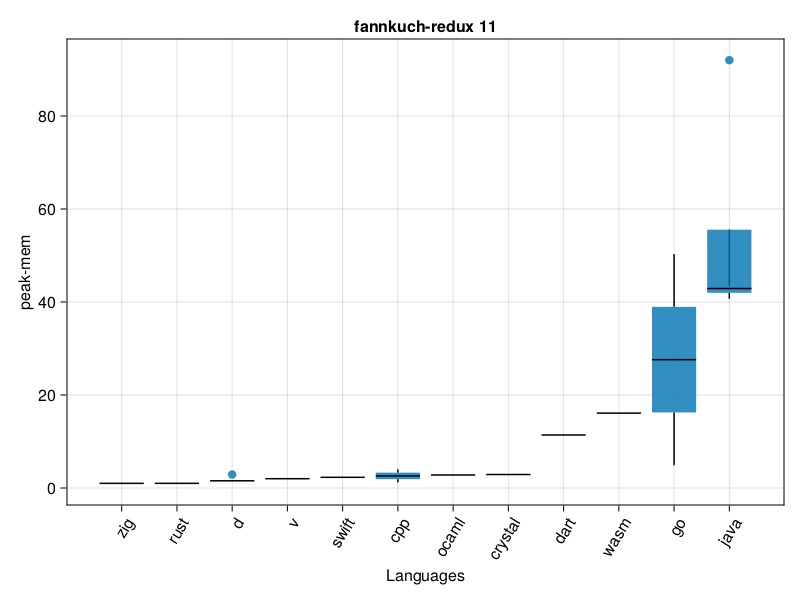 fannkuch-redux 11
peak-mem
80
60
40
20
0
zig
rust
d
v
swift
cpp
ocaml
crystal
dart
wasm
go
java
Languages